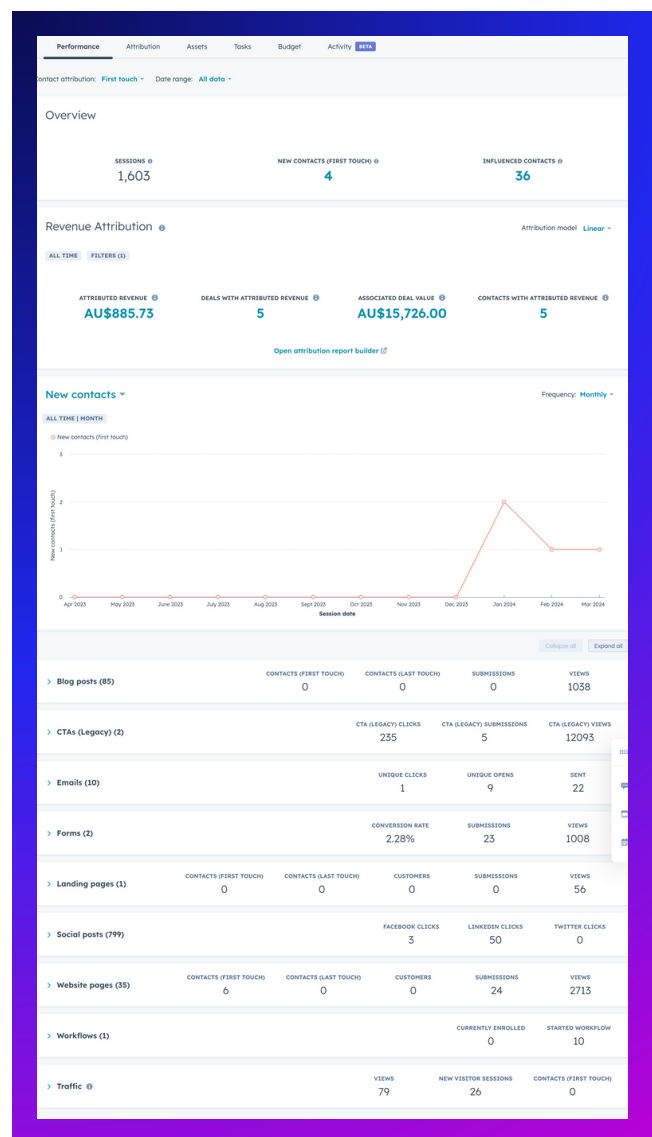 Performance Attribution Assets Tasks Budget Activity BETA
Contact attribution: First touch Date range: All data
Overview
SESSIONS NEW CONTACTS (FIRST TOUCH) INFLUENCED CONTACTS
1,603 4 36
Revenue Attribution Attribution model Linear
ALL TIME FILTERS (1)
ATTRIBUTED REVENUE DEALS WITH ATTRIBUTED REVENUE ASSOCIATED DEAL VALUE CONTACTS WITH ATTRIBUTED REVENUE
AU$885.73 5 AU$15,726.00 5
Open attribution report builder
New contacts Frequency: Monthly
ALL TIME | MONTH
New contacts (first touch)
3
2
1
0
New contacts (first touch)
Apr 2023 May 2023 June 2023 July 2023 Aug 2023 Sept 2023 Oct 2023 Nov 2023 Dec 2023 Jan 2024 Feb 2024 Mar 2024
Session date
Collapse all Expand all
CONTACTS (FIRST TOUCH) CONTACTS (LAST TOUCH) SUBMISSIONS VIEWS
Blog posts (85) 0 0 0 1038
CTA (LEGACY) CLICKS CTA (LEGACY) SUBMISSIONS CTA (LEGACY) VIEWS
CTAs (Legacy) (2) 235 5 12093
UNIQUE CLICKS UNIQUE OPENS SENT
Emails (10) 1 9 22
CONVERSION RATE SUBMISSIONS VIEWS
Forms (2) 2.28% 23 1008
CONTACTS (FIRST TOUCH) CONTACTS (LAST TOUCH) CUSTOMERS SUBMISSIONS VIEWS
Landing pages (1) 0 0 0 0 56
FACEBOOK CLICKS LINKEDIN CLICKS TWITTER CLICKS
Social posts (799) 3 50 0
CONTACTS (FIRST TOUCH) CONTACTS (LAST TOUCH) CUSTOMERS SUBMISSIONS VIEWS
Website pages (35) 6 0 0 24 2713
CURRENTLY ENROLLED STARTED WORKFLOW
Workflows (1) 0 10
VIEWS NEW VISITOR SESSIONS CONTACTS (FIRST TOUCH)
Traffic 79 26 0